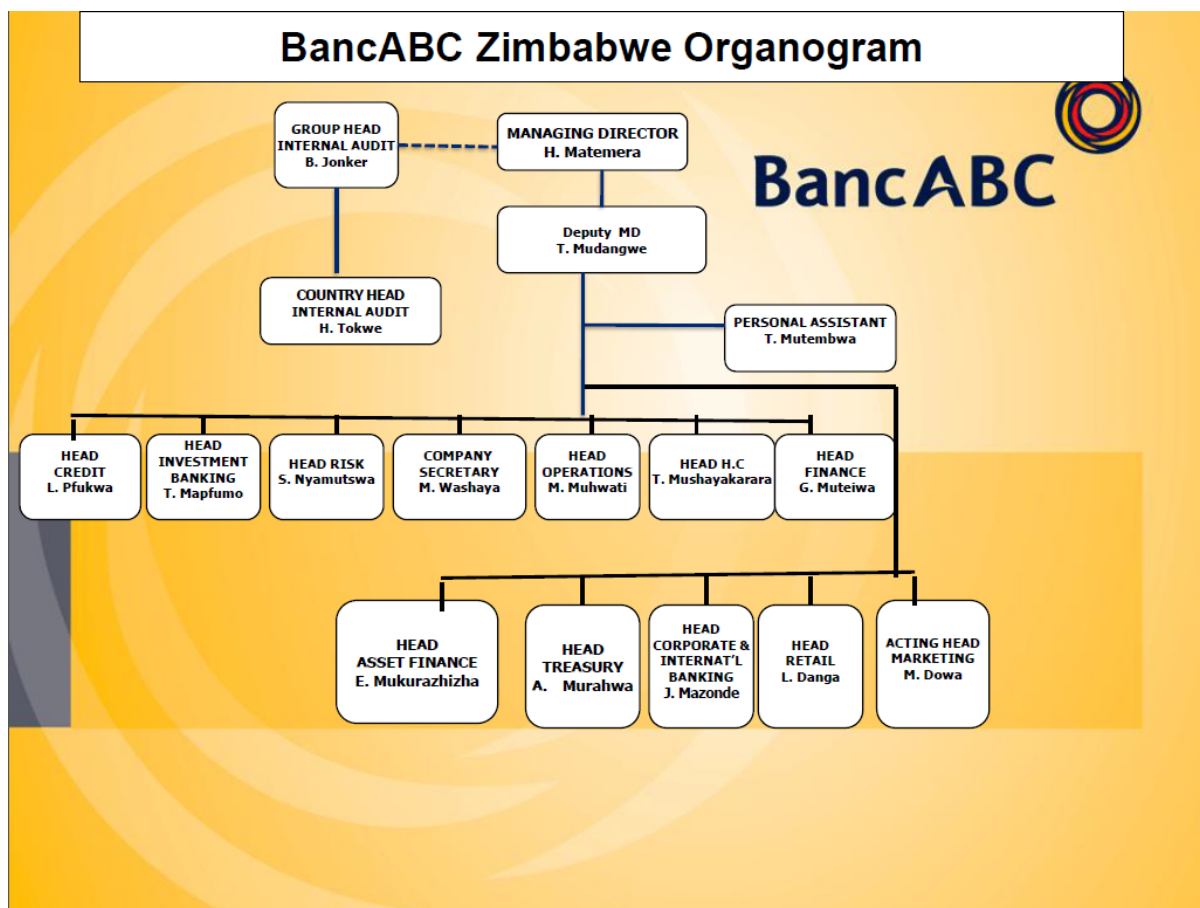 BancABC Zimbabwe Organogram
GROUP HEAD
INTERNAL AUDIT
B. Jonker
MANAGING DIRECTOR
H. Matemera
BancABC
Deputy MD
T. Mudangwe
COUNTRY HEAD
INTERNAL AUDIT
H. Tokwe
PERSONAL ASSISTANT
T. Mutembwa
HEAD
CREDIT
L. Pfukwa
HEAD
INVESTMENT
BANKING
T. Mapfumo
HEAD RISK
S. Nyamutswa
COMPANY
SECRETARY
M. Washaya
HEAD
OPERATIONS
M. Muhwati
HEAD H.C
T. Mushayakarara
HEAD
FINANCE
G. Muteiwa
HEAD
ASSET FINANCE
E. Mukurazhizha
HEAD
TREASURY
A. Murahwa
HEAD
CORPORATE &
INTERNAT'L
BANKING
J. Mazonde
HEAD
RETAIL
L. Danga
ACTING HEAD
MARKETING
M. Dowa